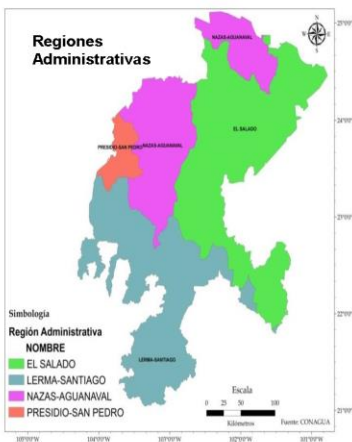 Regiones
Administrativas
NAZAS-AGUANAVAL
N
W
E
S
EL SALADO
PRESIDIO-SAN PEDRO
NAZAS-AGUANAVAL
LERMA-SANTIAGO
Simbología
Región Administrativa
NOMBRE
EL SALADO
LERMA-SANTIAGO
NAZAS-AGUANAVAL
PRESIDIO-SAN PEDRO
Escala
0 25 50 100
Kilómetros
Fuente: CONAGUA